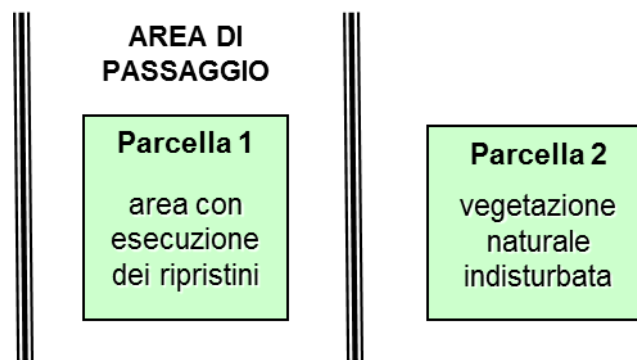 AREA DI
PASSAGGIO
Parcella 1
area con
esecuzione
dei ripristini
Parcella 2
vegetazione
naturale
indisturbata